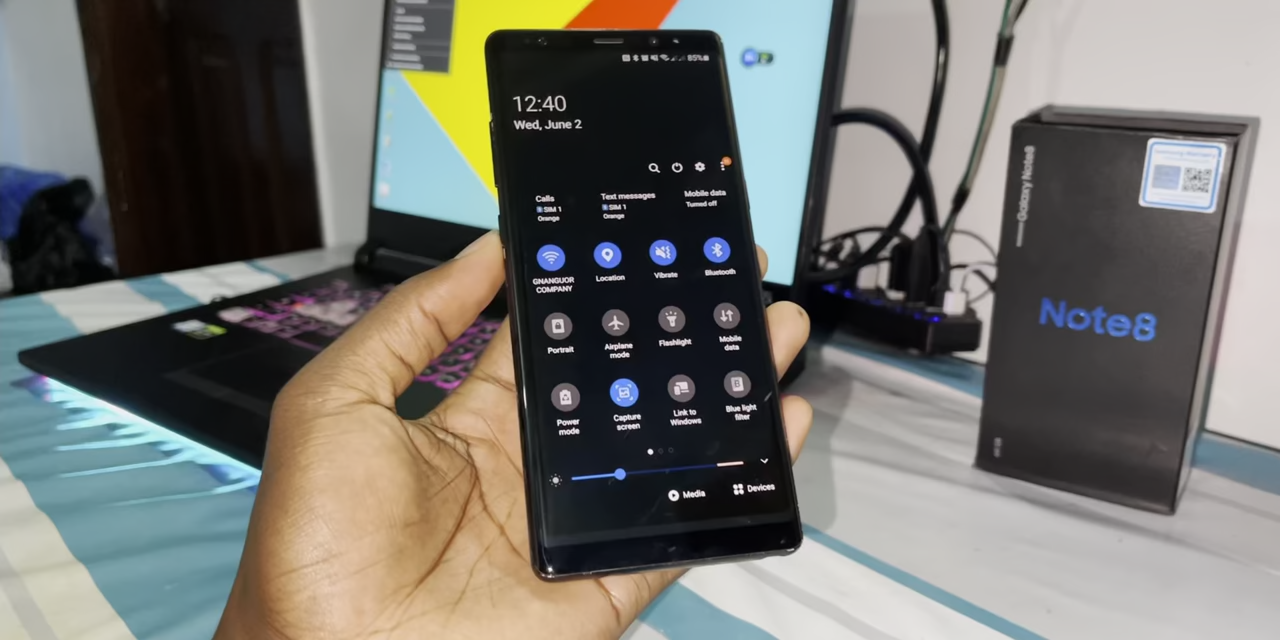 85%
12:40
Wed, June 2
Calls
SIM 1
Orange
Text messages
SIM 1
Orange
Mobile data
Turned off
GNANGUOR
COMPANY
Location
Vibrate
Bluetooth
Portrait
Airplane
mode
Flashlight
Mobile
data
Power
mode
Capture
screen
Link to
Windows
Blue light
filter
Media
Devices
Galaxy Note8
Note8